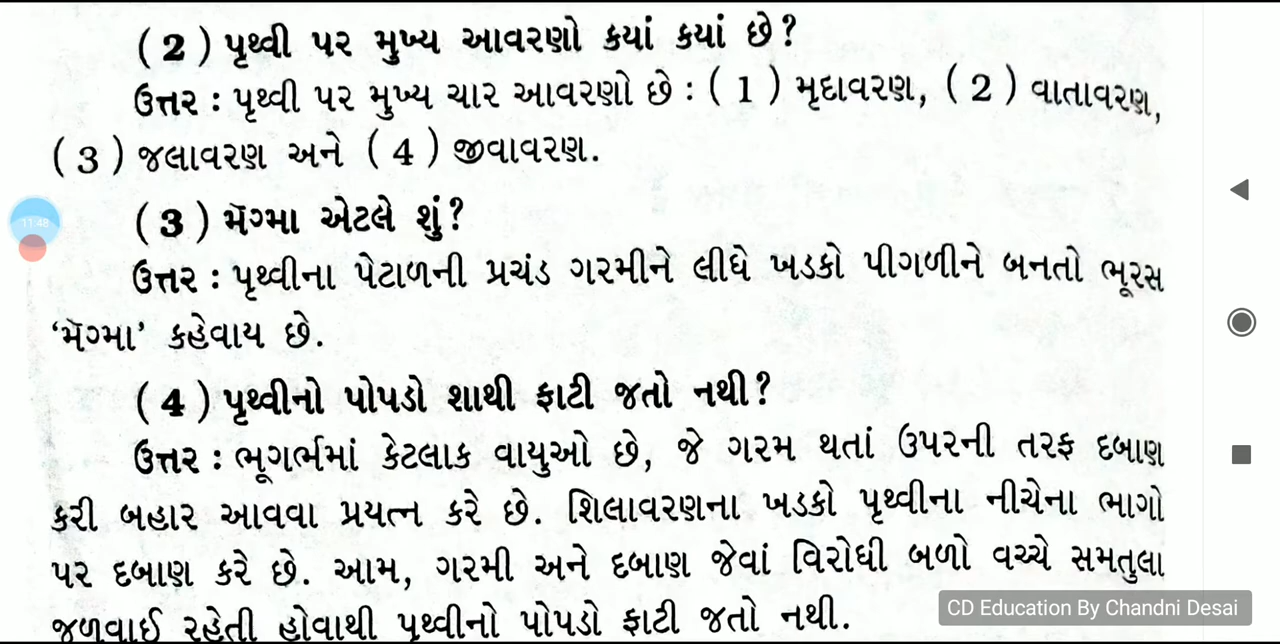 (2) પૃથ્વી પર મુખ્ય આવરણો કયાં કયાં છે?
ઉત્તર : પૃથ્વી પર મુખ્ય ચાર આવરણો છે : (1) મૃદાવરણ, (2) વાતાવરણ,
(3) જલાવરણ અને (4) જીવાવરણ.
11:48
(3) મૅગ્મા એટલે શું?
ઉત્તર : પૃથ્વીના પેટાળની પ્રચંડ ગરમીને લીધે ખડકો પીગળીને બનતો ભૂરસ
‘મૅગ્મા’ કહેવાય છે.
(4) પૃથ્વીનો પોપડો શાથી ફાટી જતો નથી?
ઉત્તર : ભૂગર્ભમાં કેટલાક વાયુઓ છે, જે ગરમ થતાં ઉપરની તરફ દબાણ
કરી બહાર આવવા પ્રયત્ન કરે છે. શિલાવરણના ખડકો પૃથ્વીના નીચેના ભાગો
પર દબાણ કરે છે. આમ, ગરમી અને દબાણ જેવાં વિરોધી બળો વચ્ચે સમતુલા
જળવાઈ રહેતી હોવાથી પૃથ્વીનો પોપડો ફાટી જતો નથી.
CD Education By Chandni Desai